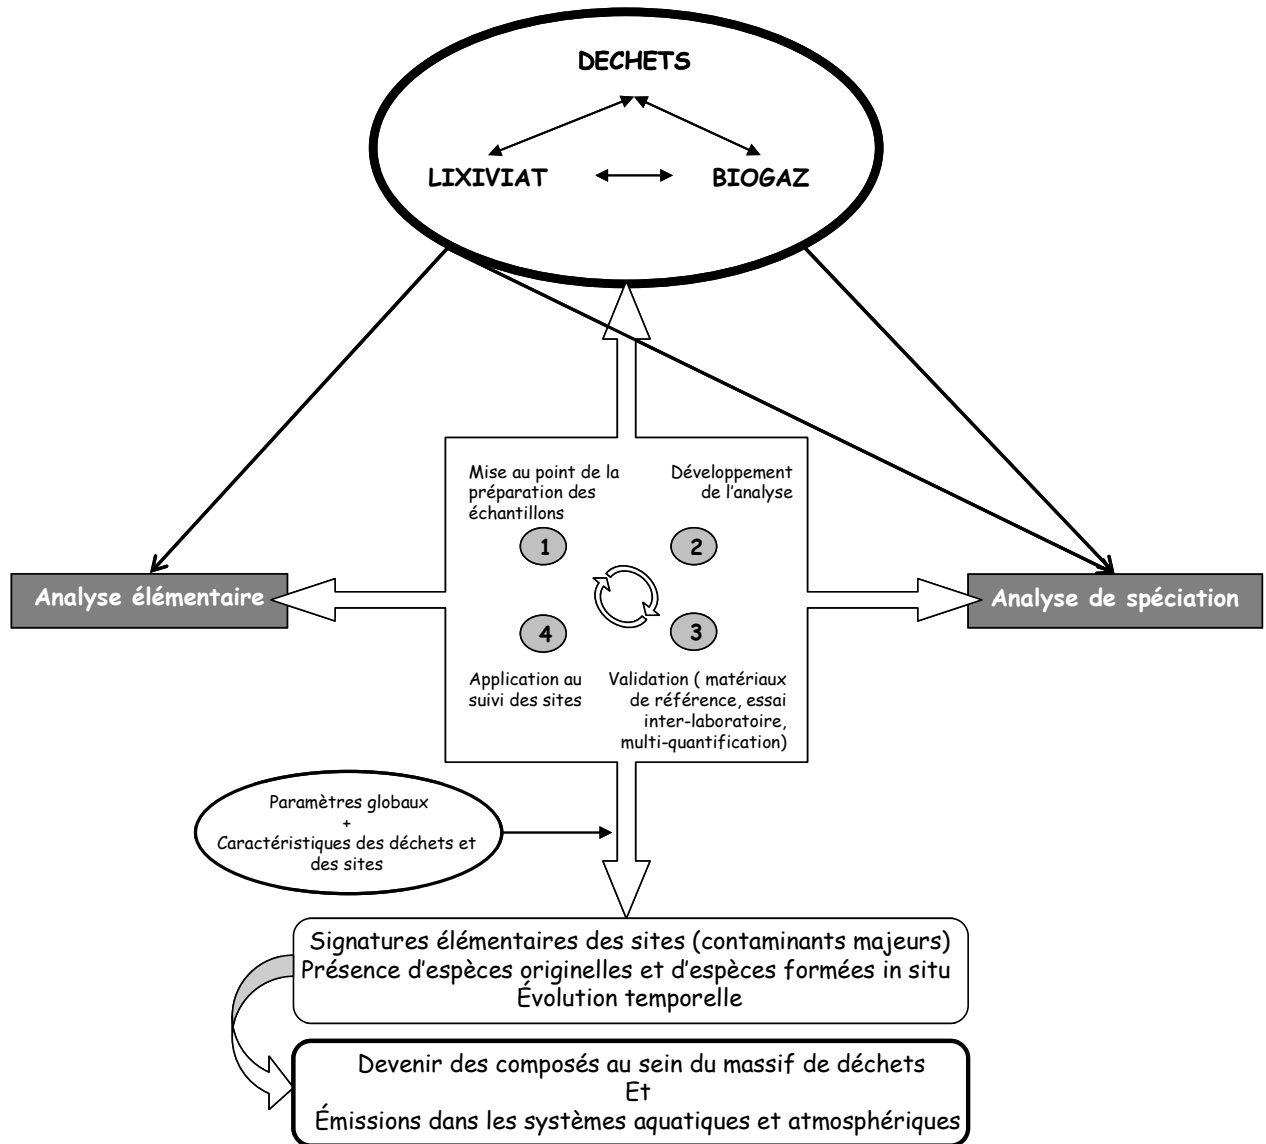 DECHETS
LIXIVIAT
BIOGAZ
Mise au point de la
préparation des
échantillons
Développement
de l'analyse
1
2
Analyse élémentaire
Analyse de spéciation
4
3
Application au
suivi des sites
Validation ( matériaux
de référence, essai
inter-laboratoire,
multi-quantification)
Paramètres globaux
+
Caractéristiques des déchets et
des sites
Signatures élémentaires des sites (contaminants majeurs)
Présence d'espèces originelles et d'espèces formées in situ
Évolution temporelle
Devenir des composés au sein du massif de déchets
Et
Émissions dans les systèmes aquatiques et atmosphériques